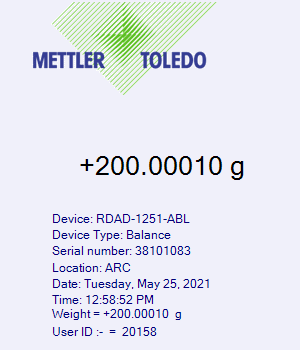 METTLER TOLEDO
+200.00010 g
Device: RDAD-1251-ABL
Device Type: Balance
Serial number: 38101083
Location: ARC
Date: Tuesday, May 25, 2021
Time: 12:58:52 PM
Weight = +200.00010  g
User ID :-  =  20158